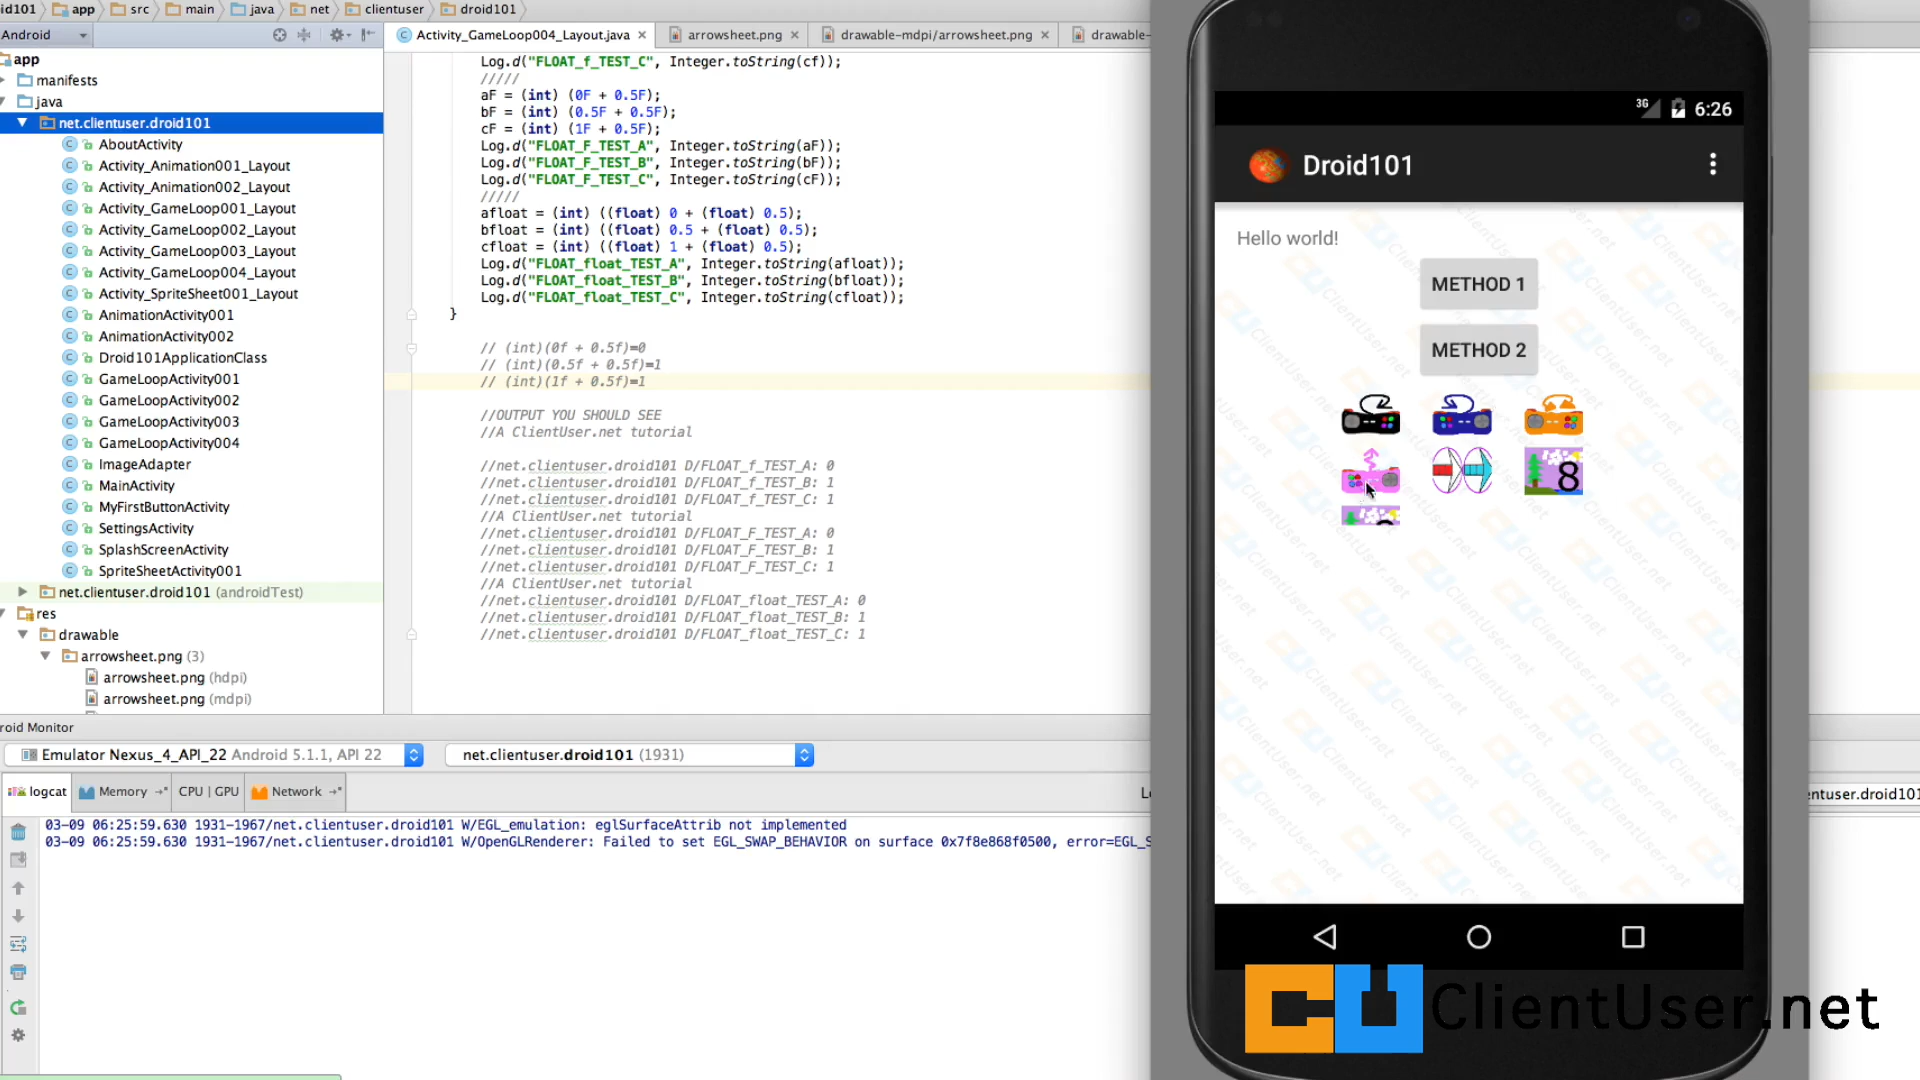 id101 app src main java net clientuser droid101
Android
Activity_GameLoop004_Layout.java arrowsheet.png drawable-mdpi/arrowsheet.png drawable-
app
manifests
java
net.clientuser.droid101
AboutActivity
Activity_Animation001_Layout
Activity_Animation002_Layout
Activity_GameLoop001_Layout
Activity_GameLoop002_Layout
Activity_GameLoop003_Layout
Activity_GameLoop004_Layout
Activity_SpriteSheet001_Layout
AnimationActivity001
AnimationActivity002
Droid101ApplicationClass
GameLoopActivity001
GameLoopActivity002
GameLoopActivity003
GameLoopActivity004
ImageAdapter
MainActivity
MyFirstButtonActivity
SettingsActivity
SplashScreenActivity
SpriteSheetActivity001
net.clientuser.droid101 (androidTest)
res
drawable
arrowsheet.png (3)
arrowsheet.png (hdpi)
arrowsheet.png (mdpi)
Log.d("FLOAT_f_TEST_C", Integer.toString(cf));
/////
aF = (int) (0F + 0.5F);
bF = (int) (0.5F + 0.5F);
cF = (int) (1F + 0.5F);
Log.d("FLOAT_F_TEST_A", Integer.toString(aF));
Log.d("FLOAT_F_TEST_B", Integer.toString(bF));
Log.d("FLOAT_F_TEST_C", Integer.toString(cF));
/////
afloat = (int) ((float) 0 + (float) 0.5);
bfloat = (int) ((float) 0.5 + (float) 0.5);
cfloat = (int) ((float) 1 + (float) 0.5);
Log.d("FLOAT_float_TEST_A", Integer.toString(afloat));
Log.d("FLOAT_float_TEST_B", Integer.toString(bfloat));
Log.d("FLOAT_float_TEST_C", Integer.toString(cfloat));
}
// (int)(0f + 0.5f)=0
// (int)(0.5f + 0.5f)=1
// (int)(1f + 0.5f)=1
//OUTPUT YOU SHOULD SEE
//A ClientUser.net tutorial
//net.clientuser.droid101 D/FLOAT_f_TEST_A: 0
//net.clientuser.droid101 D/FLOAT_f_TEST_B: 1
//net.clientuser.droid101 D/FLOAT_f_TEST_C: 1
//A ClientUser.net tutorial
//net.clientuser.droid101 D/FLOAT_F_TEST_A: 0
//net.clientuser.droid101 D/FLOAT_F_TEST_B: 1
//net.clientuser.droid101 D/FLOAT_F_TEST_C: 1
//A ClientUser.net tutorial
//net.clientuser.droid101 D/FLOAT_float_TEST_A: 0
//net.clientuser.droid101 D/FLOAT_float_TEST_B: 1
//net.clientuser.droid101 D/FLOAT_float_TEST_C: 1
3G 6:26
Droid101
Hello world!
METHOD 1
METHOD 2
8
roid Monitor
Emulator Nexus_4_API_22 Android 5.1.1, API 22 net.clientuser.droid101 (1931)
logcat Memory CPU | GPU Network
entuser.droid101
03-09 06:25:59.630 1931-1967/net.clientuser.droid101 W/EGL_emulation: eglSurfaceAttrib not implemented
03-09 06:25:59.630 1931-1967/net.clientuser.droid101 W/OpenGLRenderer: Failed to set EGL_SWAP_BEHAVIOR on surface 0x7f8e868f0500, error=EGL_S
CU ClientUser.net